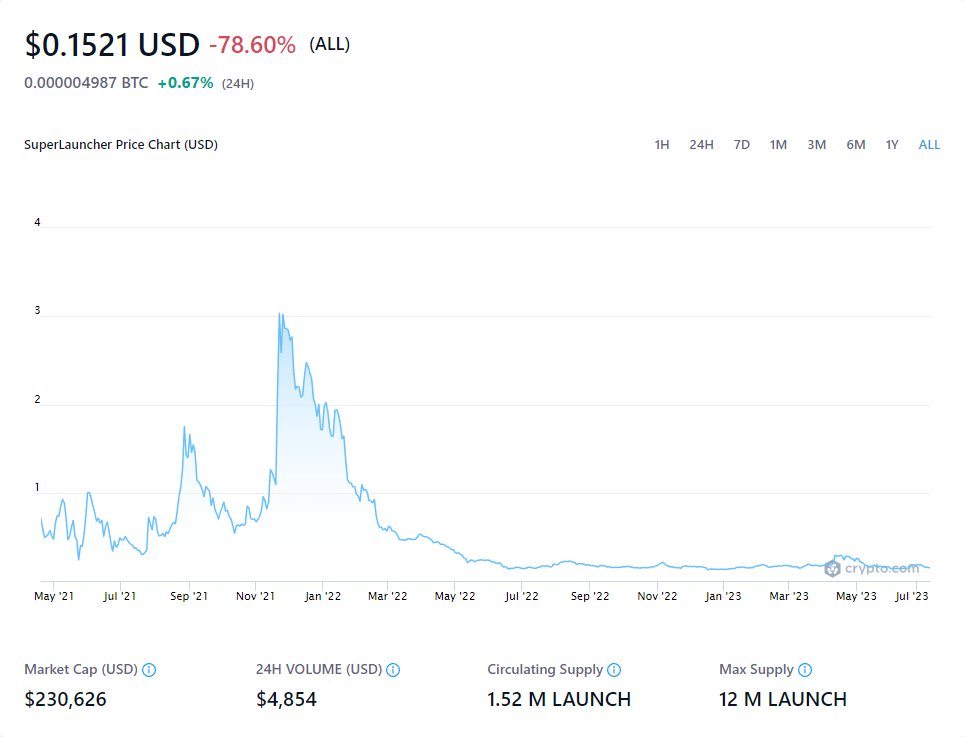 $0.1521 USD -78.60% (ALL)
0.000004987 BTC +0.67% (24H)
SuperLauncher Price Chart (USD) 1H 24H 7D 1M 3M 6M 1Y ALL
4
3
2
1
crypto.com
May '21 Jul '21 Sep '21 Nov '21 Jan '22 Mar '22 May '22 Jul '22 Sep '22 Nov '22 Jan '23 Mar '23 May '23 Jul '23
Market Cap (USD) 24H VOLUME (USD) Circulating Supply Max Supply
$230,626 $4,854 1.52 M LAUNCH 12 M LAUNCH